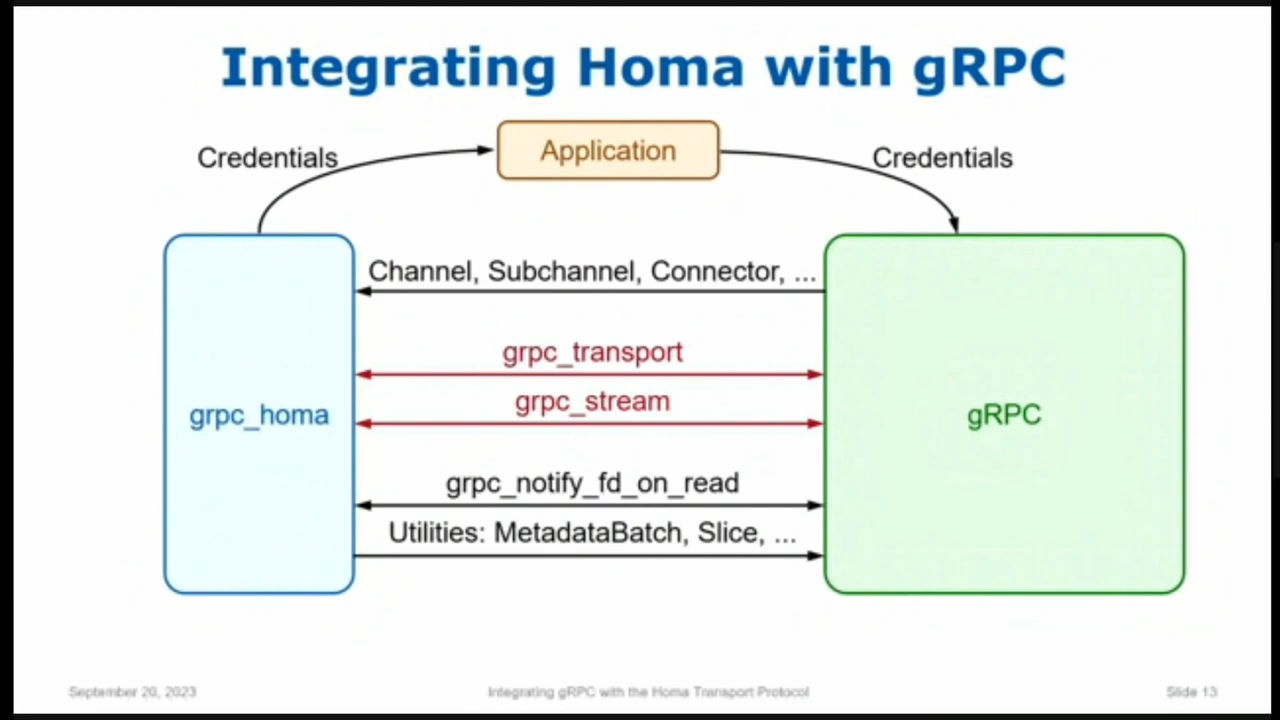 Integrating Homa with gRPC
Application
Credentials
Credentials
Channel, Subchannel, Connector, ...
grpc_transport
grpc_stream
grpc_homa
gRPC
grpc_notify_fd_on_read
Utilities: MetadataBatch, Slice, ...
September 20, 2023
Integrating gRPC with the Homa Transport Protocol
Slide 13